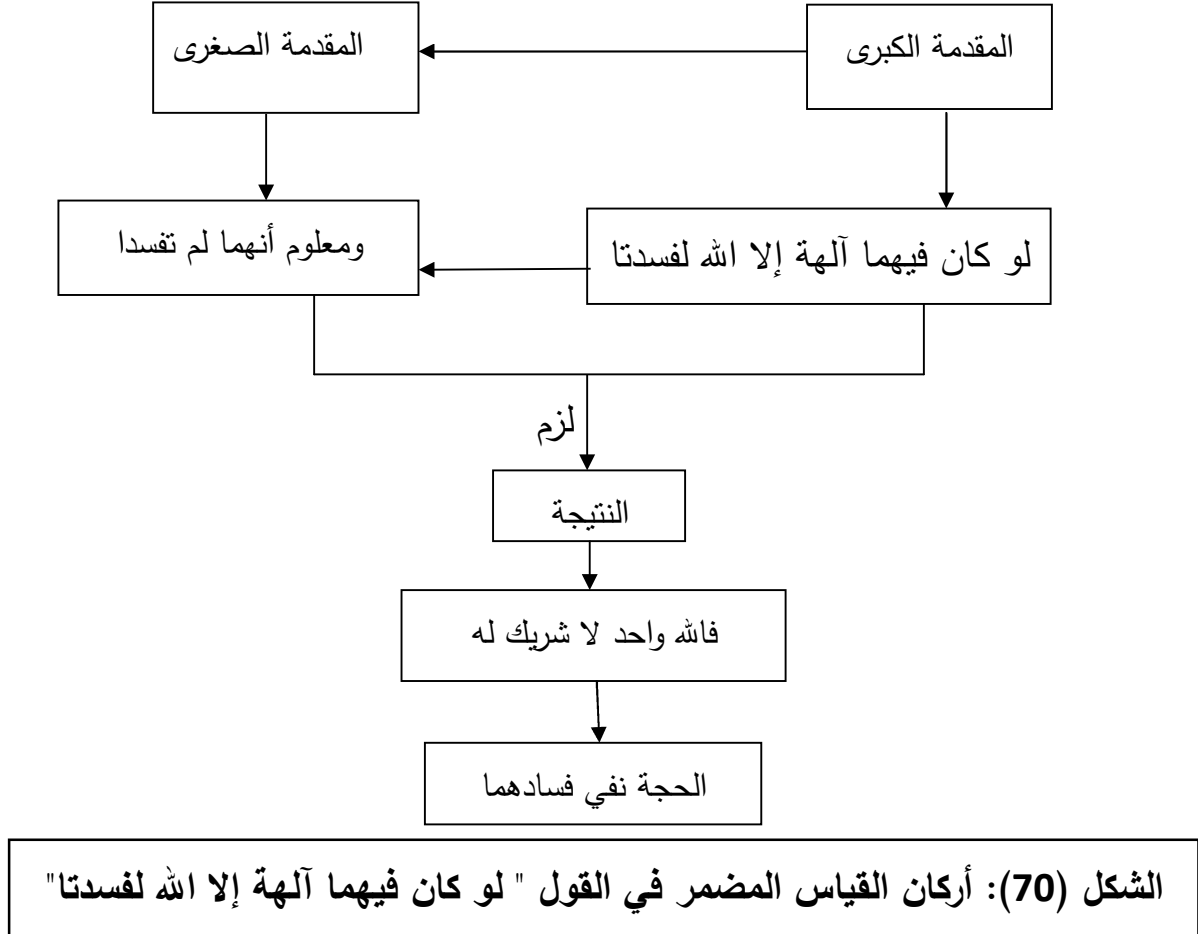 المقدمة الكبرى
المقدمة الصغرى
لو كان فيهما آلهة إلا الله لفسدتا
ومعلوم أنهما لم تفسدا
لزم
النتيجة
فالله واحد لا شريك له
الحجة نفي فسادهما
الشكل (70): أركان القياس المضمر في القول " لو كان فيهما آلهة إلا الله لفسدتا"